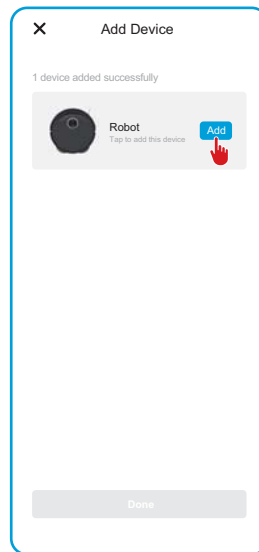 Add Device
1 device added successfully
Robot
Tap to add this device
Add
Done